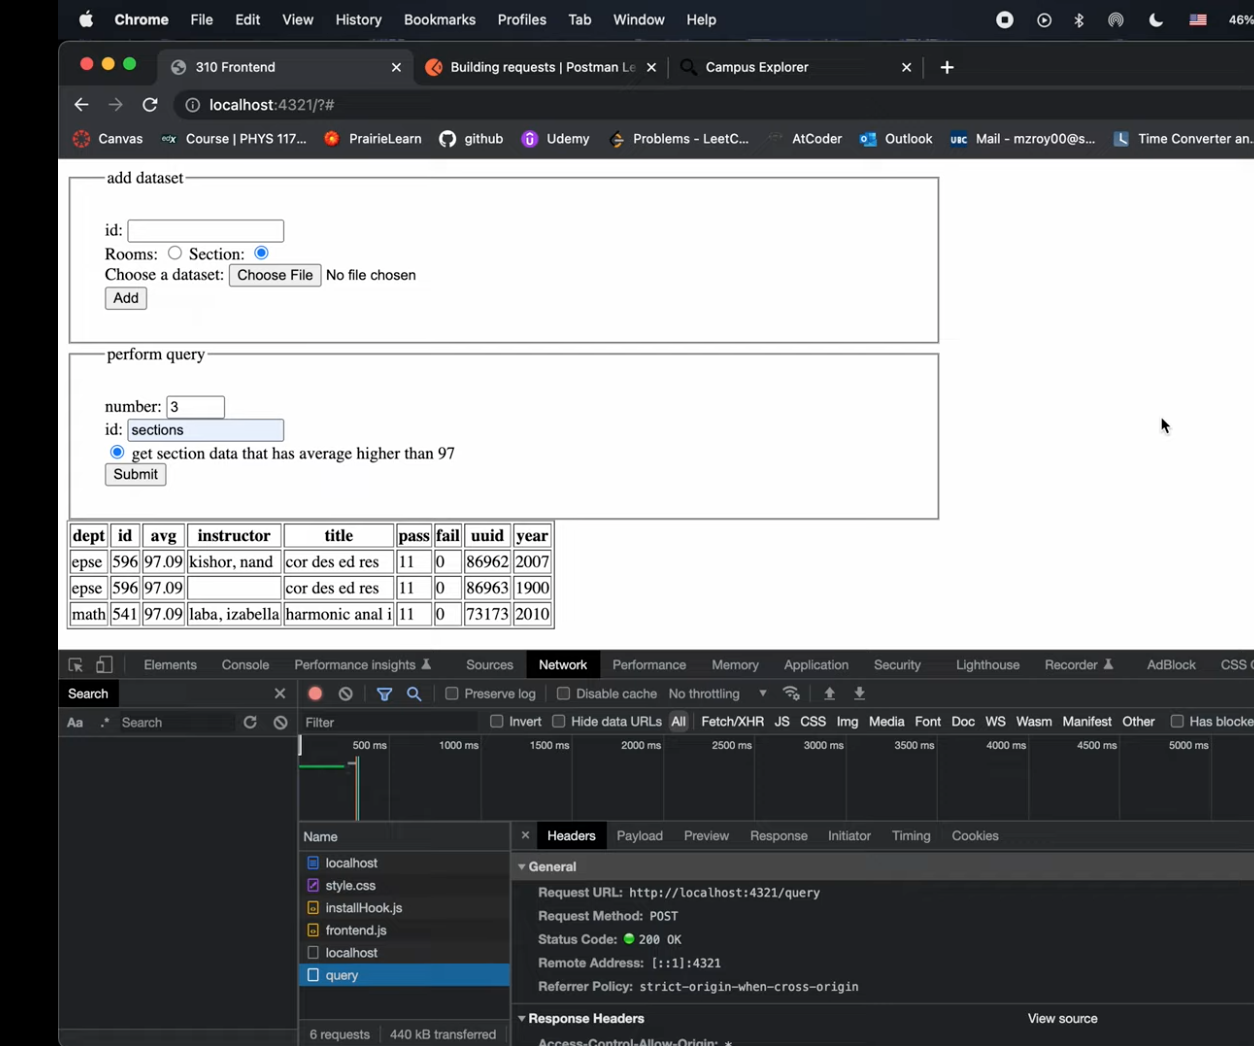 Chrome File Edit View History Bookmarks Profiles Tab Window Help 46%
310 Frontend Building requests | Postman Le Campus Explorer
localhost:4321/?#
Canvas edX Course | PHYS 117... PrairieLearn github Udemy Problems - LeetC... AtCoder Outlook UBC Mail - mzroy00@s... L Time Converter an...
add dataset
id:
Rooms: Section:
Choose a dataset: Choose File No file chosen
Add
perform query
number: 3
id: sections
get section data that has average higher than 97
Submit
dept id avg instructor title pass fail uuid year
epse 596 97.09 kishor, nand cor des ed res 11 0 86962 2007
epse 596 97.09 cor des ed res 11 0 86963 1900
math 541 97.09 laba, izabella harmonic anal i 11 0 73173 2010
Elements Console Performance insights Sources Network Performance Memory Application Security Lighthouse Recorder AdBlock CSS
Search Preserve log Disable cache No throttling
Aa .* Search Filter Invert Hide data URLs All Fetch/XHR JS CSS Img Media Font Doc WS Wasm Manifest Other Has blocke
500 ms 1000 ms 1500 ms 2000 ms 2500 ms 3000 ms 3500 ms 4000 ms 4500 ms 5000 ms
Name Headers Payload Preview Response Initiator Timing Cookies
localhost
style.css
installHook.js
frontend.js
localhost
query
General
Request URL: http://localhost:4321/query
Request Method: POST
Status Code: 200 OK
Remote Address: [::1]:4321
Referrer Policy: strict-origin-when-cross-origin
Response Headers View source
Access-Control-Allow-Origin: *
6 requests 440 kB transferred